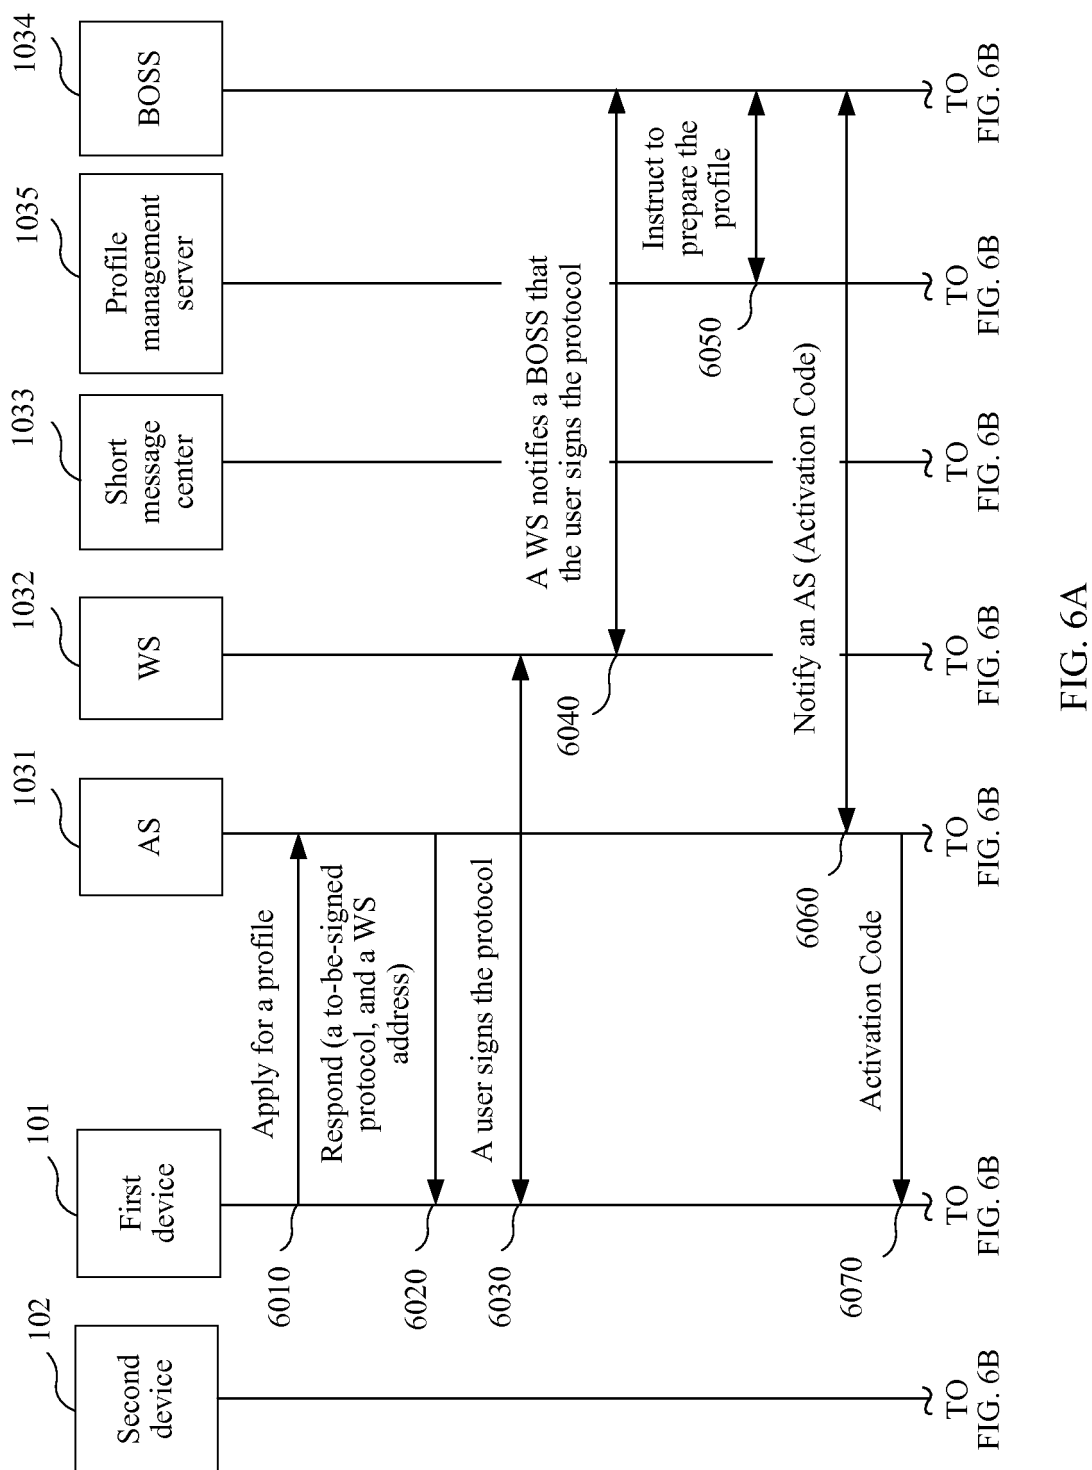 102
101
1031
1032
1033
1035
1034
Second
device
First
device
AS
WS
Short
message
center
Profile
management
server
BOSS
6010
Apply for a profile
6020
Respond (a to-be-signed
protocol, and a WS
address)
6030
A user signs the protocol
6040
A WS notifies a BOSS that
the user signs the protocol
6050
Instruct to
prepare the
profile
6060
Notify an AS (Activation Code)
6070
Activation Code
TO
FIG. 6B
TO
FIG. 6B
TO
FIG. 6B
TO
FIG. 6B
TO
FIG. 6B
TO
FIG. 6B
TO
FIG. 6B
FIG. 6A